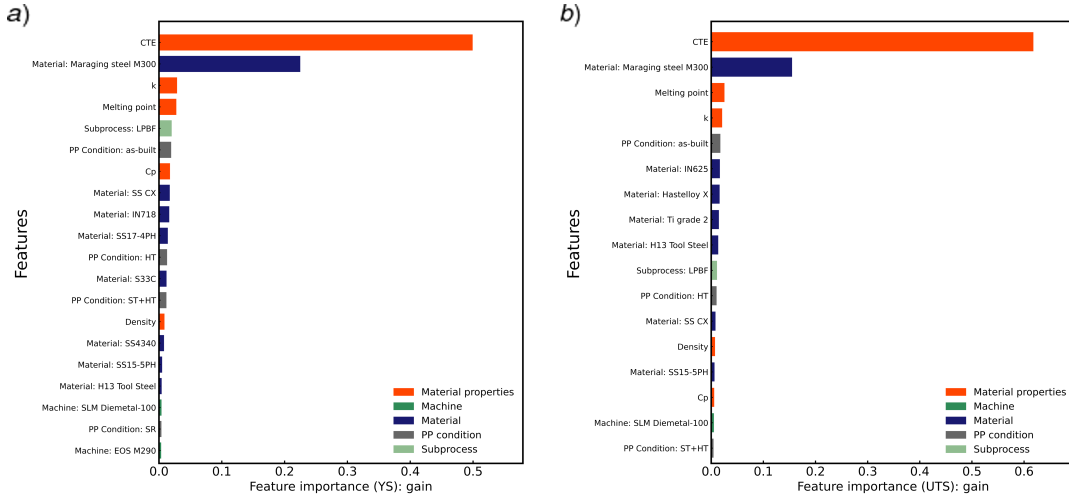 a)
CTE
Material: Maraging steel M300
k
Melting point
Subprocess: LPBF
PP Condition: as-built
Cp
Material: SS CX
Material: IN718
Material: SS17-4PH
PP Condition: HT
Material: S33C
PP Condition: ST+HT
Density
Material: SS4340
Material: SS15-5PH
Material: H13 Tool Steel
Machine: SLM Diemetal-100
PP Condition: SR
Machine: EOS M290
Features
0.0 0.1 0.2 0.3 0.4 0.5
Feature importance (YS): gain
Material properties
Machine
Material
PP condition
Subprocess
b)
CTE
Material: Maraging steel M300
Melting point
k
PP Condition: as-built
Material: IN625
Material: Hastelloy X
Material: Ti grade 2
Material: H13 Tool Steel
Subprocess: LPBF
PP Condition: HT
Material: SS CX
Density
Material: SS15-5PH
Cp
Machine: SLM Diemetal-100
PP Condition: ST+HT
Features
0.0 0.1 0.2 0.3 0.4 0.5 0.6
Feature importance (UTS): gain
Material properties
Machine
Material
PP condition
Subprocess